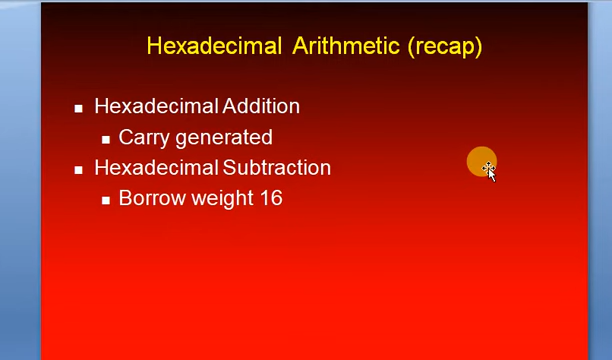 Hexadecimal Arithmetic (recap)
Hexadecimal Addition
Carry generated
Hexadecimal Subtraction
Borrow weight 16